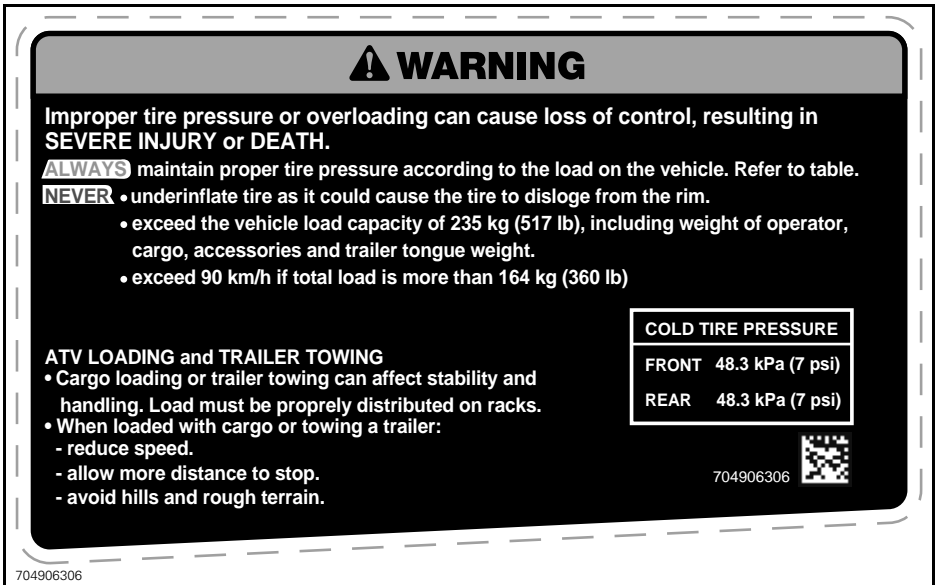 WARNING
Improper tire pressure or overloading can cause loss of control, resulting in
SEVERE INJURY or DEATH.
ALWAYS maintain proper tire pressure according to the load on the vehicle. Refer to table.
NEVER • underinflate tire as it could cause the tire to disloge from the rim.
• exceed the vehicle load capacity of 235 kg (517 lb), including weight of operator,
cargo, accessories and trailer tongue weight.
• exceed 90 km/h if total load is more than 164 kg (360 lb)
ATV LOADING and TRAILER TOWING
• Cargo loading or trailer towing can affect stability and
handling. Load must be proprely distributed on racks.
• When loaded with cargo or towing a trailer:
- reduce speed.
- allow more distance to stop.
- avoid hills and rough terrain.
COLD TIRE PRESSURE
FRONT 48.3 kPa (7 psi)
REAR 48.3 kPa (7 psi)
704906306
704906306